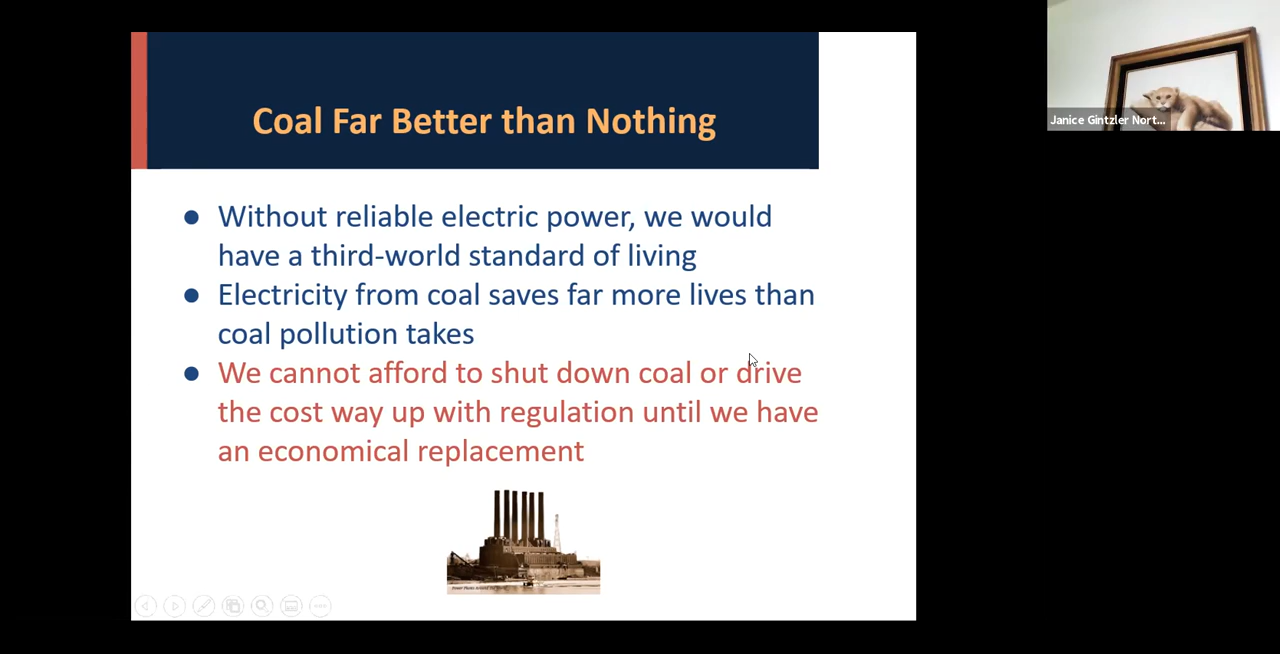 Coal Far Better than Nothing
● Without reliable electric power, we would
have a third-world standard of living
● Electricity from coal saves far more lives than
coal pollution takes
● We cannot afford to shut down coal or drive
the cost way up with regulation until we have
an economical replacement
Janice Gintzler Nort...